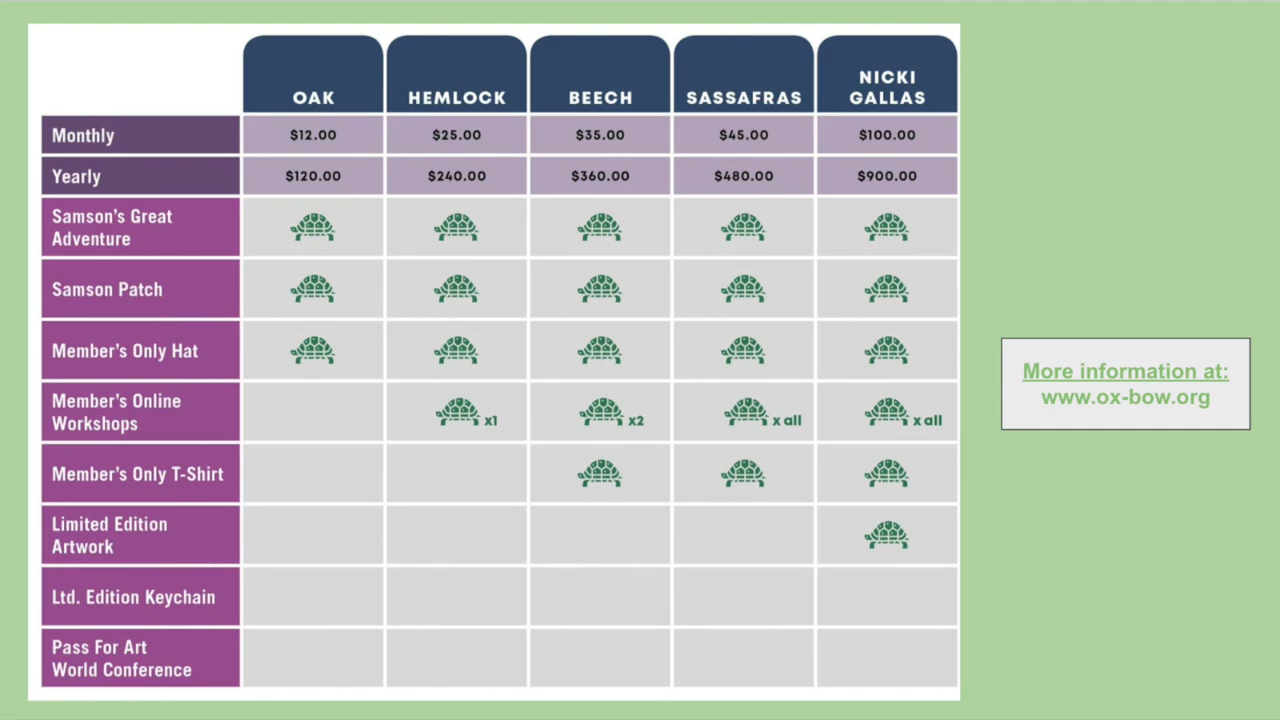 OAK
HEMLOCK
BEECH
SASSAFRAS
NICKI
GALLAS
Monthly $12.00 $25.00 $35.00 $45.00 $100.00
Yearly $120.00 $240.00 $360.00 $480.00 $900.00
Samson's Great
Adventure
Samson Patch
Member's Only Hat
Member's Online
Workshops
x1 x2 x all x all
Member's Only T-Shirt
Limited Edition
Artwork
Ltd. Edition Keychain
Pass For Art
World Conference
More information at:
www.ox-bow.org